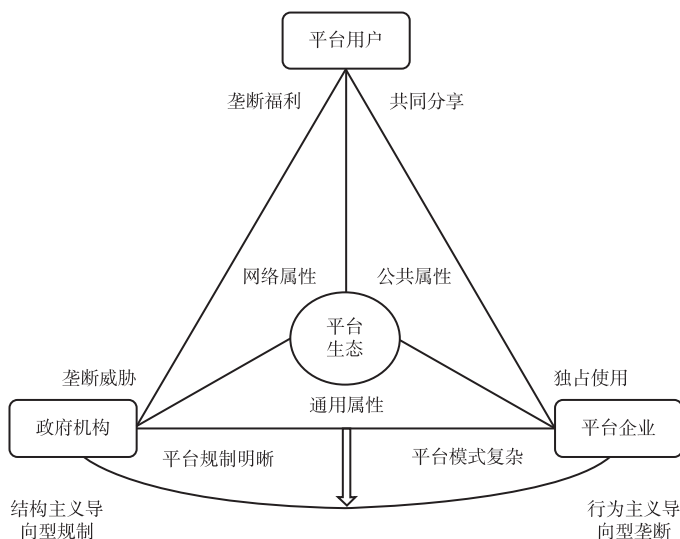 平台用户
垄断福利
共同分享
网络属性
公共属性
平台
生态
垄断威胁
独占使用
通用属性
政府机构
平台企业
平台规制明晰
平台模式复杂
结构主义导
向型规制
行为主义导
向型垄断